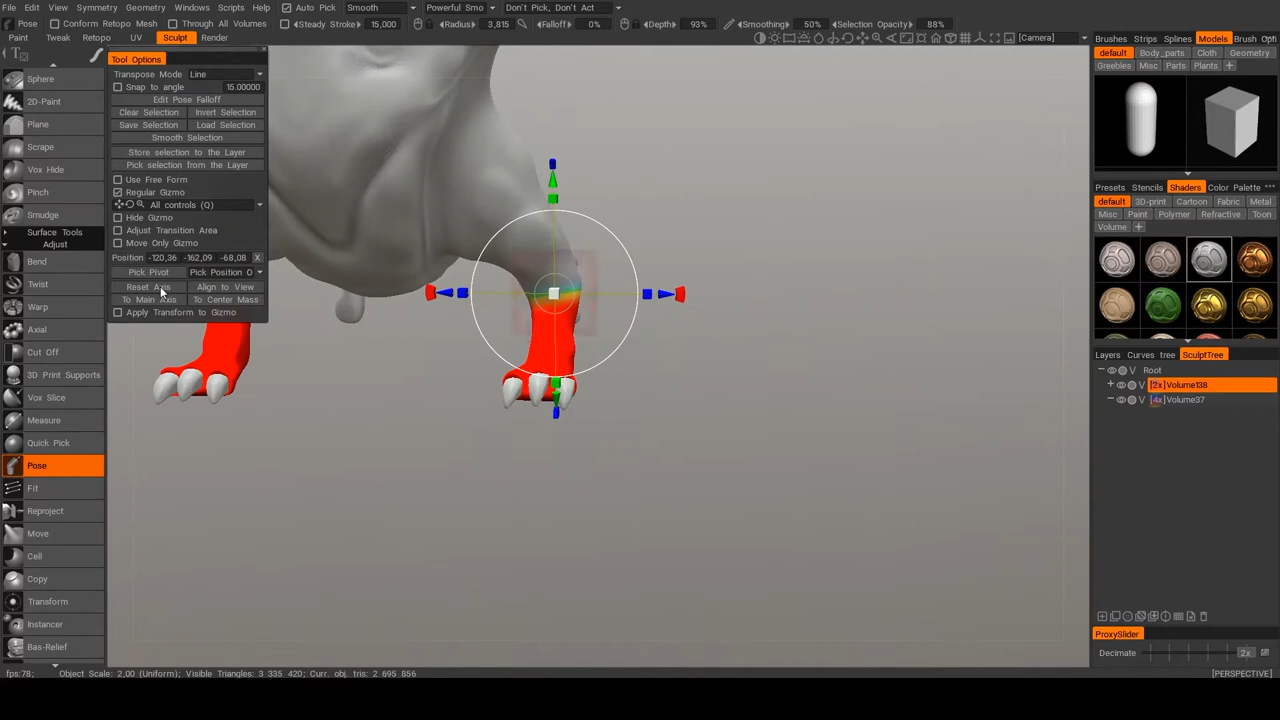 File Edit View Symmetry Geometry Volumes Windows Scripts Help Auto Pick Smooth Powerful Smo Don't Pick, Don't Act
Pose Conform Retopo Mesh Through All Volumes Steady Stroke 15,000 Radius 3,815 Falloff 0% Depth 93% Smoothing 50% Selection Opacity 88%
Paint Tweak Retopo UV Sculpt Render [Camera]
Sphere
2D-Paint
Plane
Scrape
Vox Hide
Pinch
Smudge
Surface Tools
Adjust
Bend
Twist
Warp
Axial
Cut Off
3D Print Supports
Vox Slice
Measure
Quick Pick
Pose
Fit
Reproject
Move
Cell
Copy
Transform
Instancer
Bas-Relief
Tool Options
Transpose Mode Line
Snap to angle 15.00000
Edit Pose Falloff
Clear Selection Invert Selection
Save Selection Load Selection
Smooth Selection
Store selection to the Layer
Pick selection from the Layer
Use Free Form
Regular Gizmo
All controls (Q)
Hide Gizmo
Adjust Transition Area
Move Only Gizmo
Position -120,36 -162,09 -68,08 X
Pick Pivot Pick Position O
Reset Axis Align to View
To Main Axis To Center Mass
Apply Transform to Gizmo
Brushes Strips Splines Models Brush Opti
default Body_parts Cloth Geometry
Greebles Misc Parts Plants
Presets Stencils Shaders Color Palette
default 3D-print Cartoon Fabric Metal
Misc Paint Polymer Refractive Toon
Volume
Layers Curves tree SculptTree
V Root
V [2x]Volume138
V [4x]Volume37
ProxySlider
Decimate 2x
fps:78; Object Scale: 2,00 (Uniform); Visible Triangles: 3 335 420; Curr. obj. tris: 2 695 856 [PERSPECTIVE]